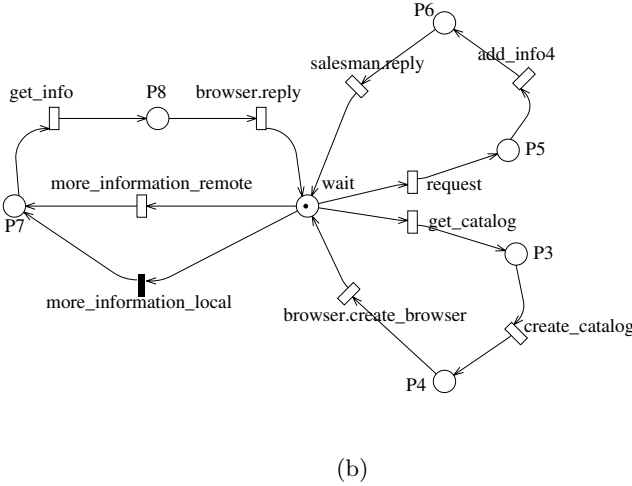 P6
salesman.reply
add_info4
get_info
P8
browser.reply
P5
more_information_remote
wait
request
P7
get_catalog
P3
more_information_local
browser.create_browser
create_catalog
P4
(b)